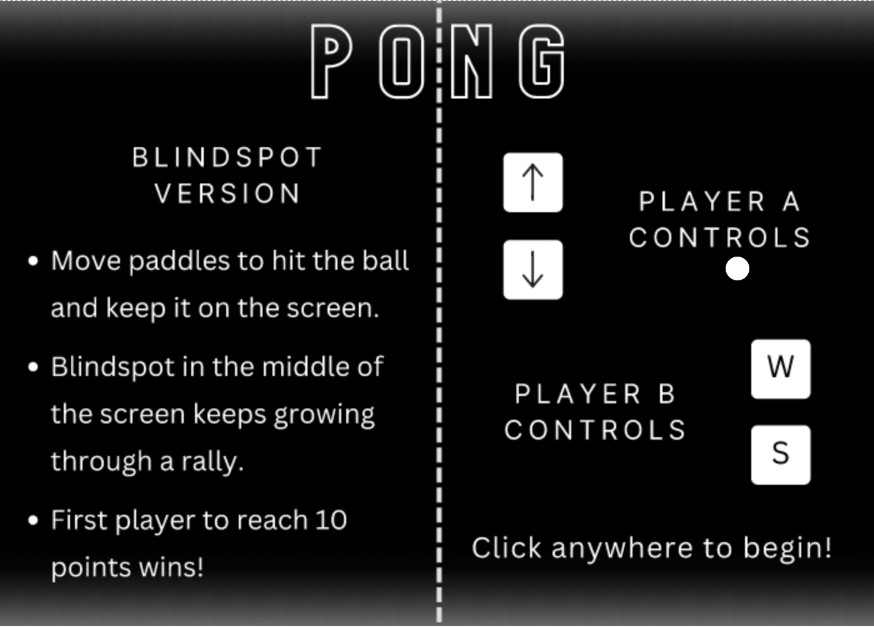 PONG
BLINDSPOT
VERSION
• Move paddles to hit the ball
and keep it on the screen.
• Blindspot in the middle of
the screen keeps growing
through a rally.
• First player to reach 10
points wins!
↑
↓
PLAYER A
CONTROLS
PLAYER B
CONTROLS
W
S
Click anywhere to begin!